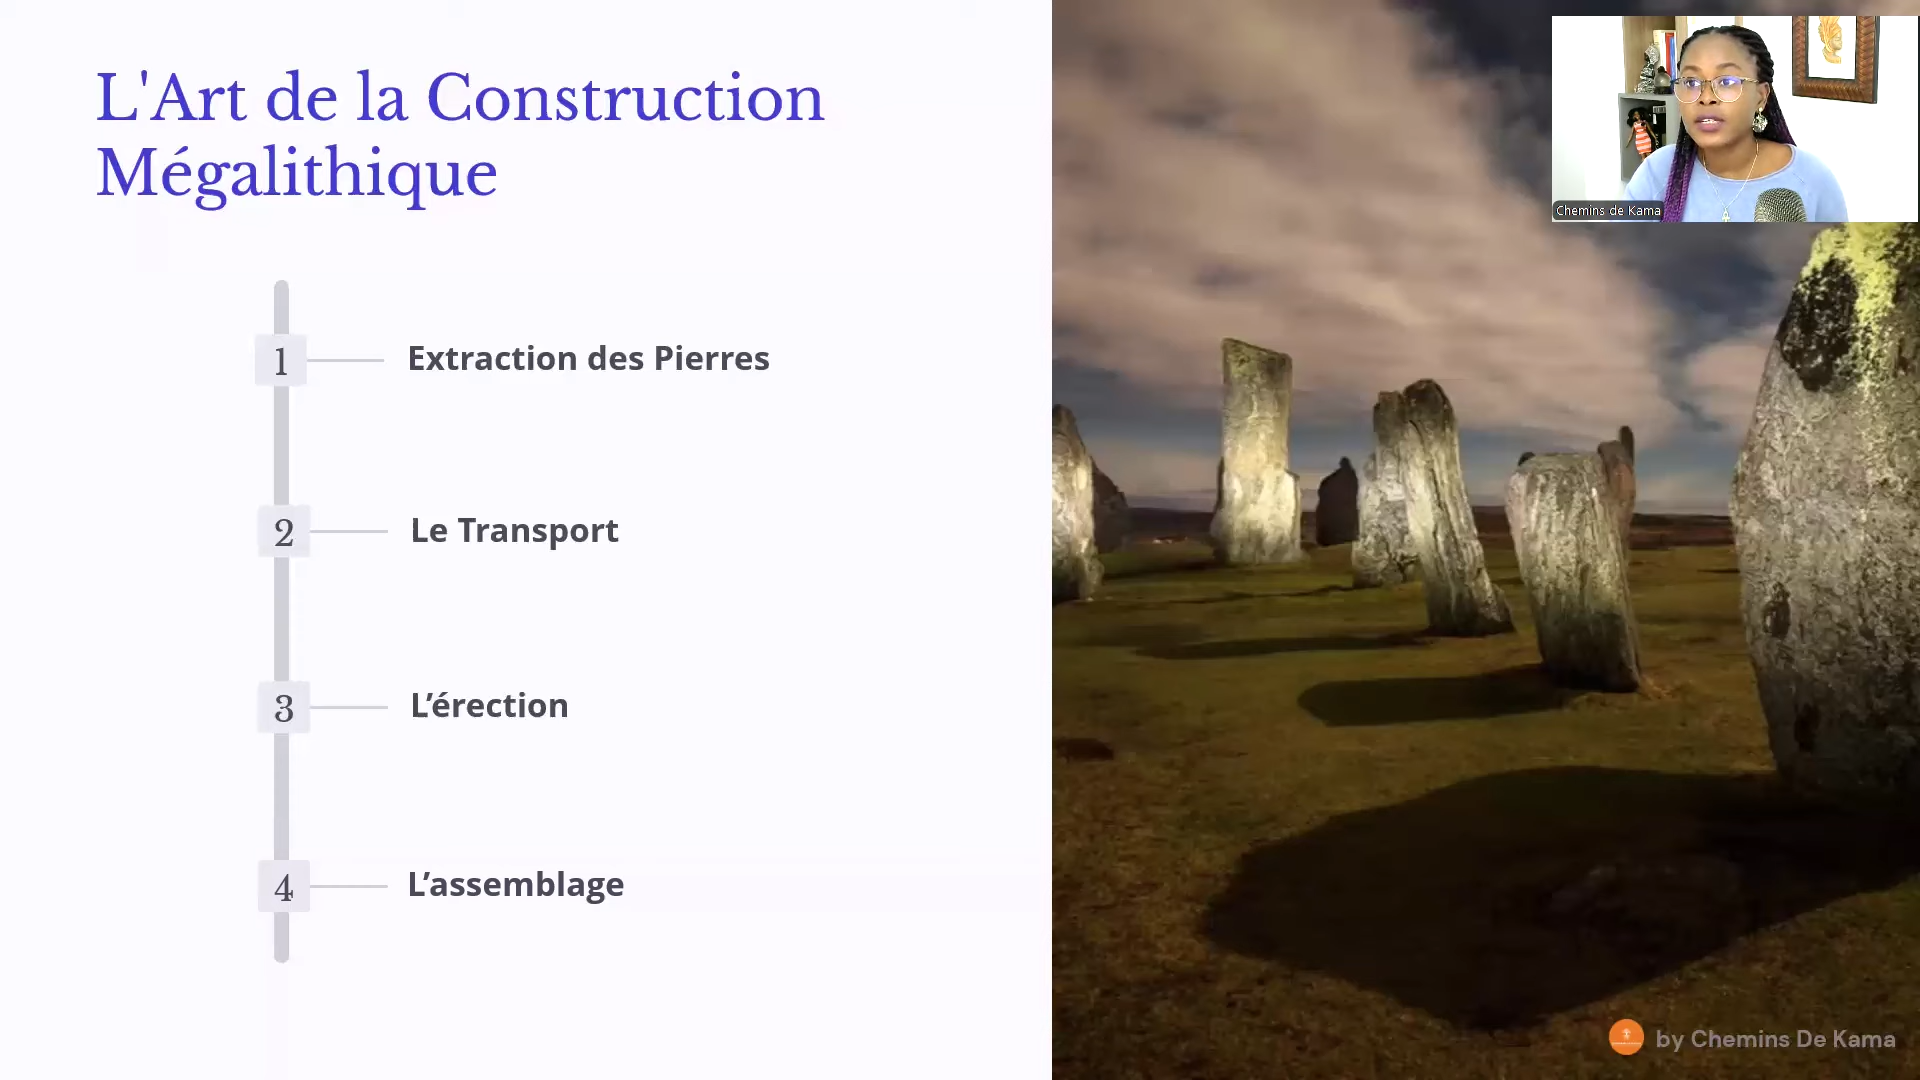 L'Art de la Construction
Mégalithique
1
Extraction des Pierres
2
Le Transport
3
L’érection
4
L’assemblage
Chemins de Kama
by Chemins De Kama